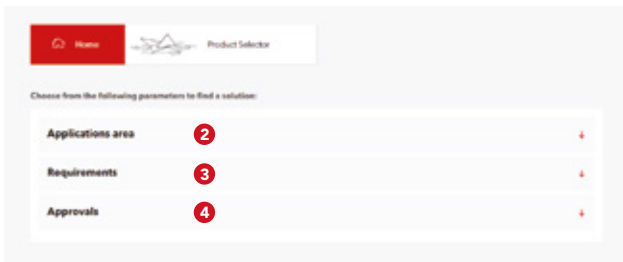 Home Product Selector
Choose from the following parameters to find a solution:
Applications area 2
Requirements 3
Approvals 4